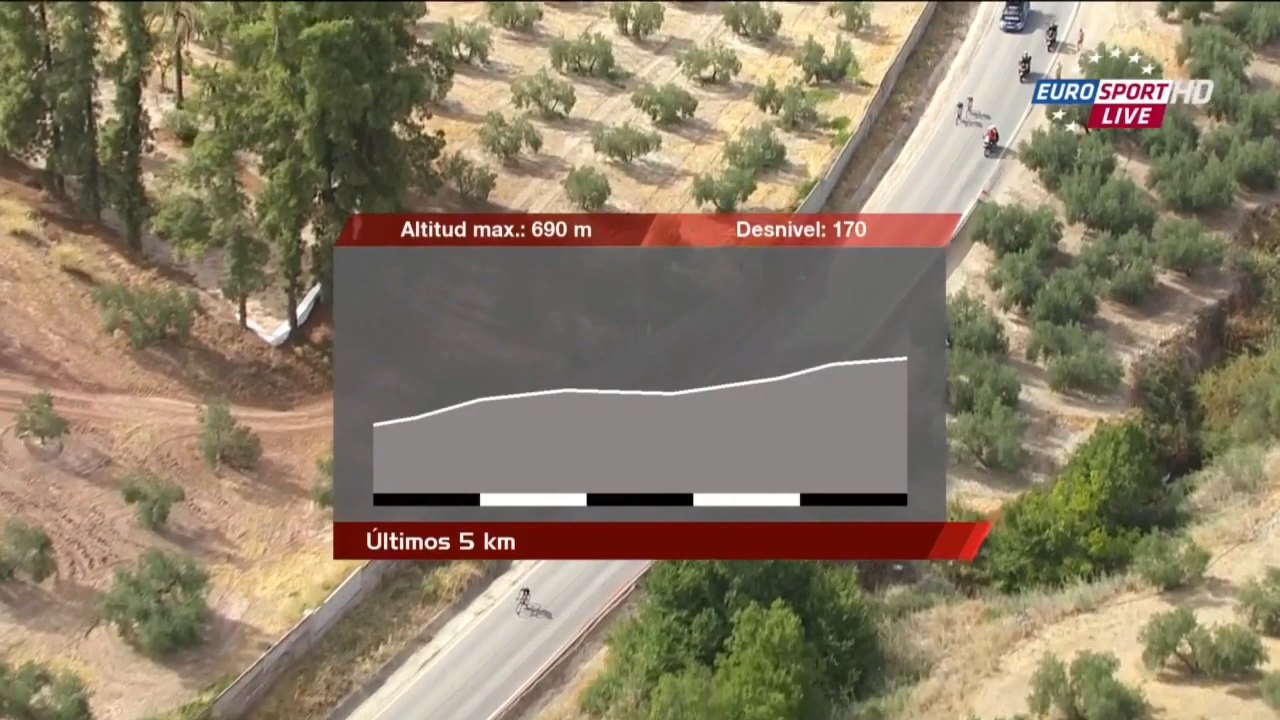 EUROSPORT HD
LIVE
Altitud max.: 690 m
Desnivel: 170
Últimos 5 km